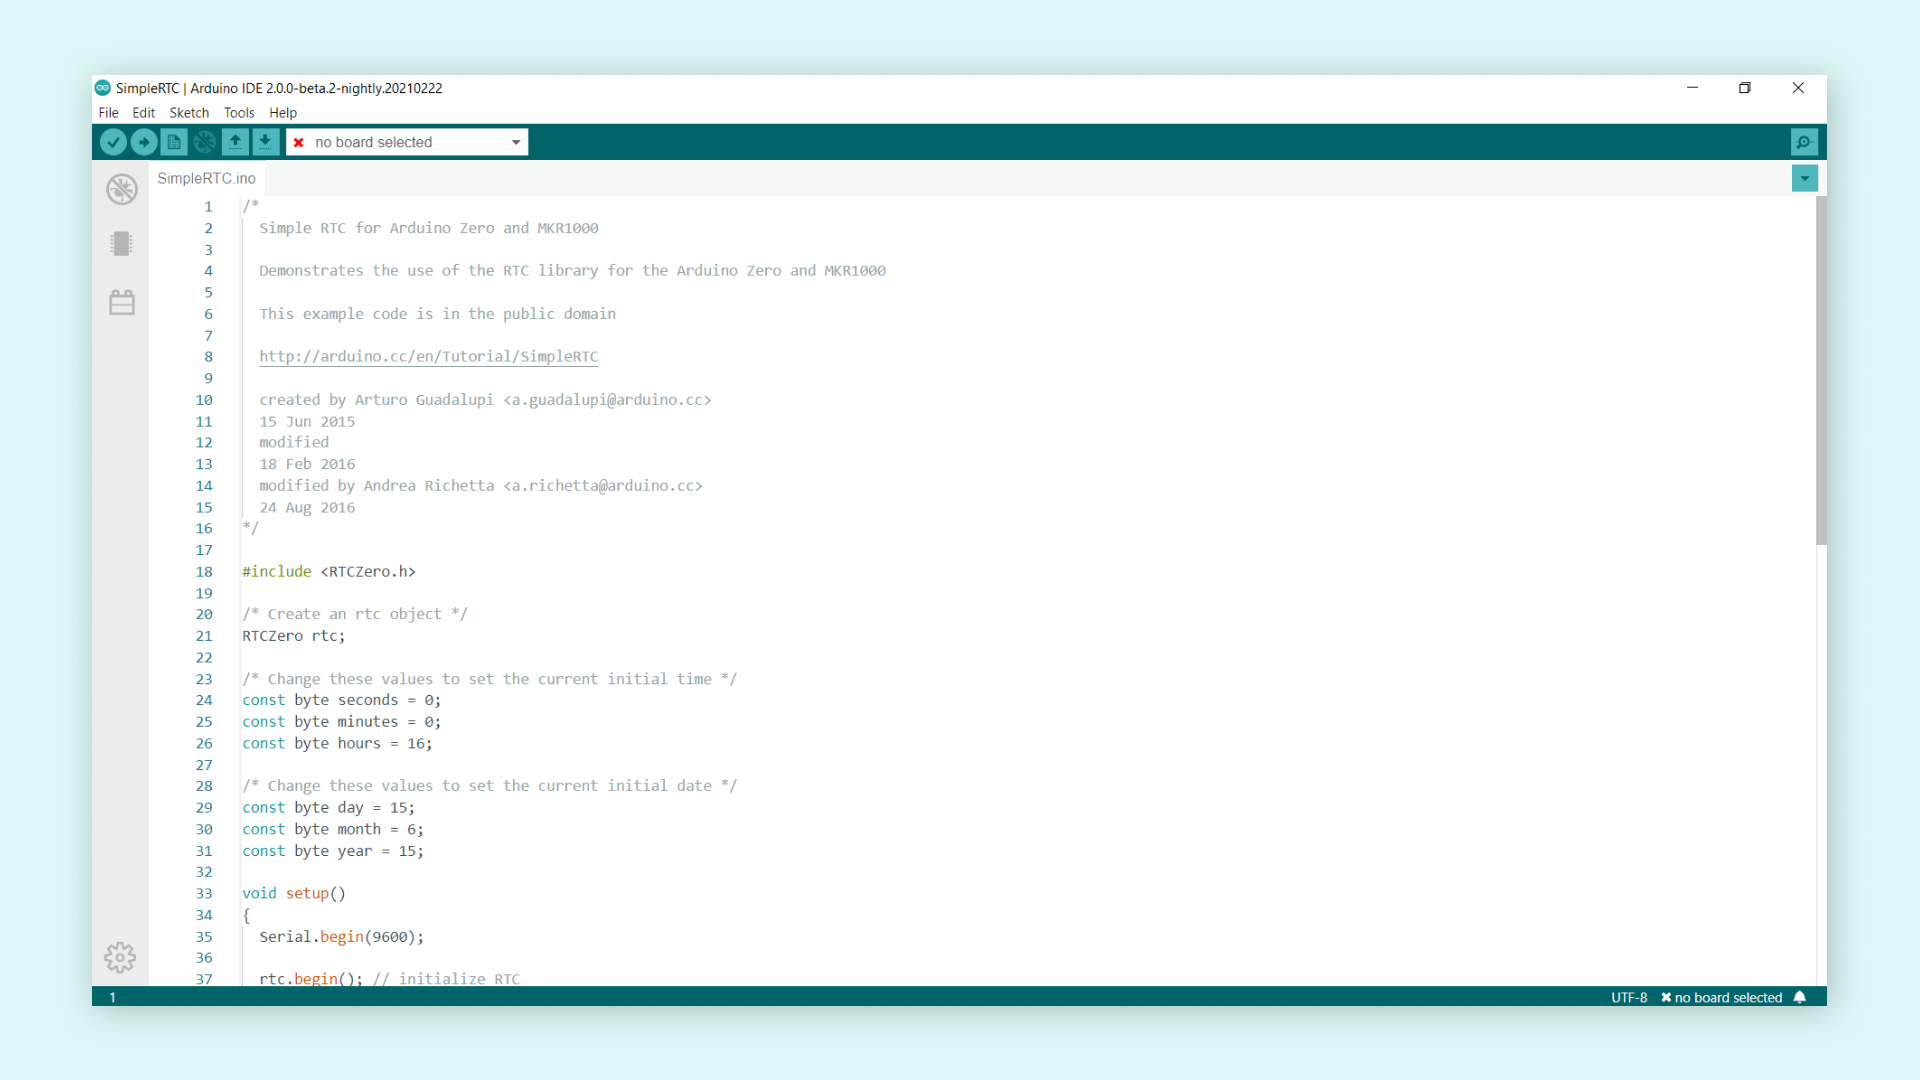 SimpleRTC | Arduino IDE 2.0.0-beta.2-nightly.20210222
File Edit Sketch Tools Help
no board selected
SimpleRTC.ino
1 /*
2 Simple RTC for Arduino Zero and MKR1000
3
4 Demonstrates the use of the RTC library for the Arduino Zero and MKR1000
5
6 This example code is in the public domain
7
8 http://arduino.cc/en/Tutorial/SimpleRTC
9
10 created by Arturo Guadalupi <a.guadalupi@arduino.cc>
11 15 Jun 2015
12 modified
13 18 Feb 2016
14 modified by Andrea Richetta <a.richetta@arduino.cc>
15 24 Aug 2016
16 */
17
18 #include <RTCZero.h>
19
20 /* Create an rtc object */
21 RTCZero rtc;
22
23 /* Change these values to set the current initial time */
24 const byte seconds = 0;
25 const byte minutes = 0;
26 const byte hours = 16;
27
28 /* Change these values to set the current initial date */
29 const byte day = 15;
30 const byte month = 6;
31 const byte year = 15;
32
33 void setup()
34 {
35 Serial.begin(9600);
36
37 rtc.begin(); // initialize RTC
1 UTF-8 no board selected